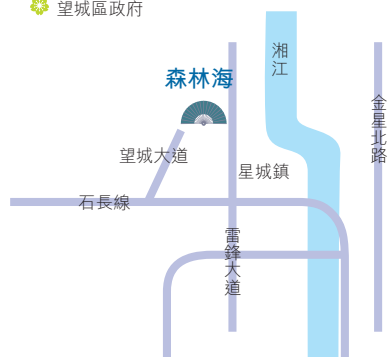 望城區政府
湘江
森林海
金星北路
望城大道
星城鎮
石長線
雷鋒大道